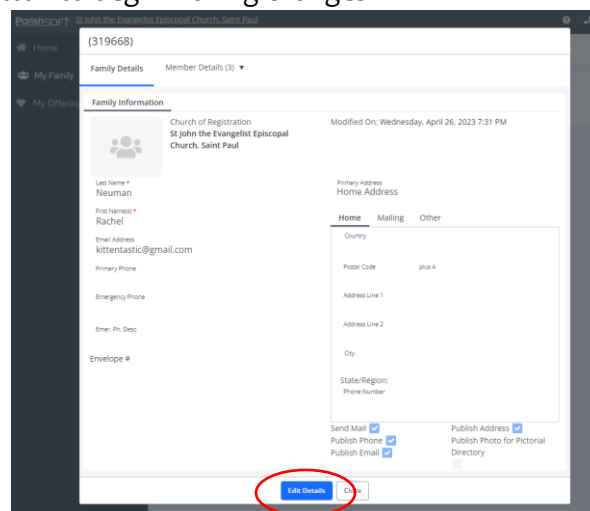 ParishSOFT St John the Evangelist Episcopal Church, Saint Paul
Home
My Family
My Offering
(319668)
Family Details Member Details (3) ▼
Family Information
Church of Registration
St John the Evangelist Episcopal
Church, Saint Paul
Modified On: Wednesday, April 26, 2023 7:31 PM
Last Name *
Neuman
First Name(s) *
Rachel
Email Address
kittentastic@gmail.com
Primary Phone
Emergency Phone
Emer. Ph. Desc.
Envelope #
Primary Address
Home Address
Home Mailing Other
Country
Postal Code plus 4
Address Line 1
Address Line 2
City
State/Region:
Phone Number
Send Mail
Publish Phone
Publish Email
Publish Address
Publish Photo for Pictorial
Directory
Edit Details Close